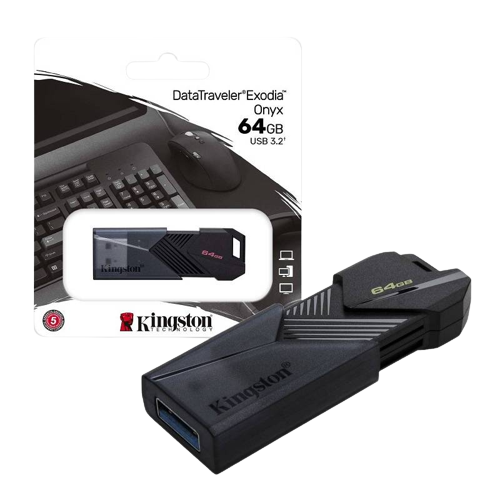 DataTraveler®Exodia™
Onyx
64GB
USB 3.2¹
64GB
Kingston
5
Kingston
TECHNOLOGY
64GB
Kingston